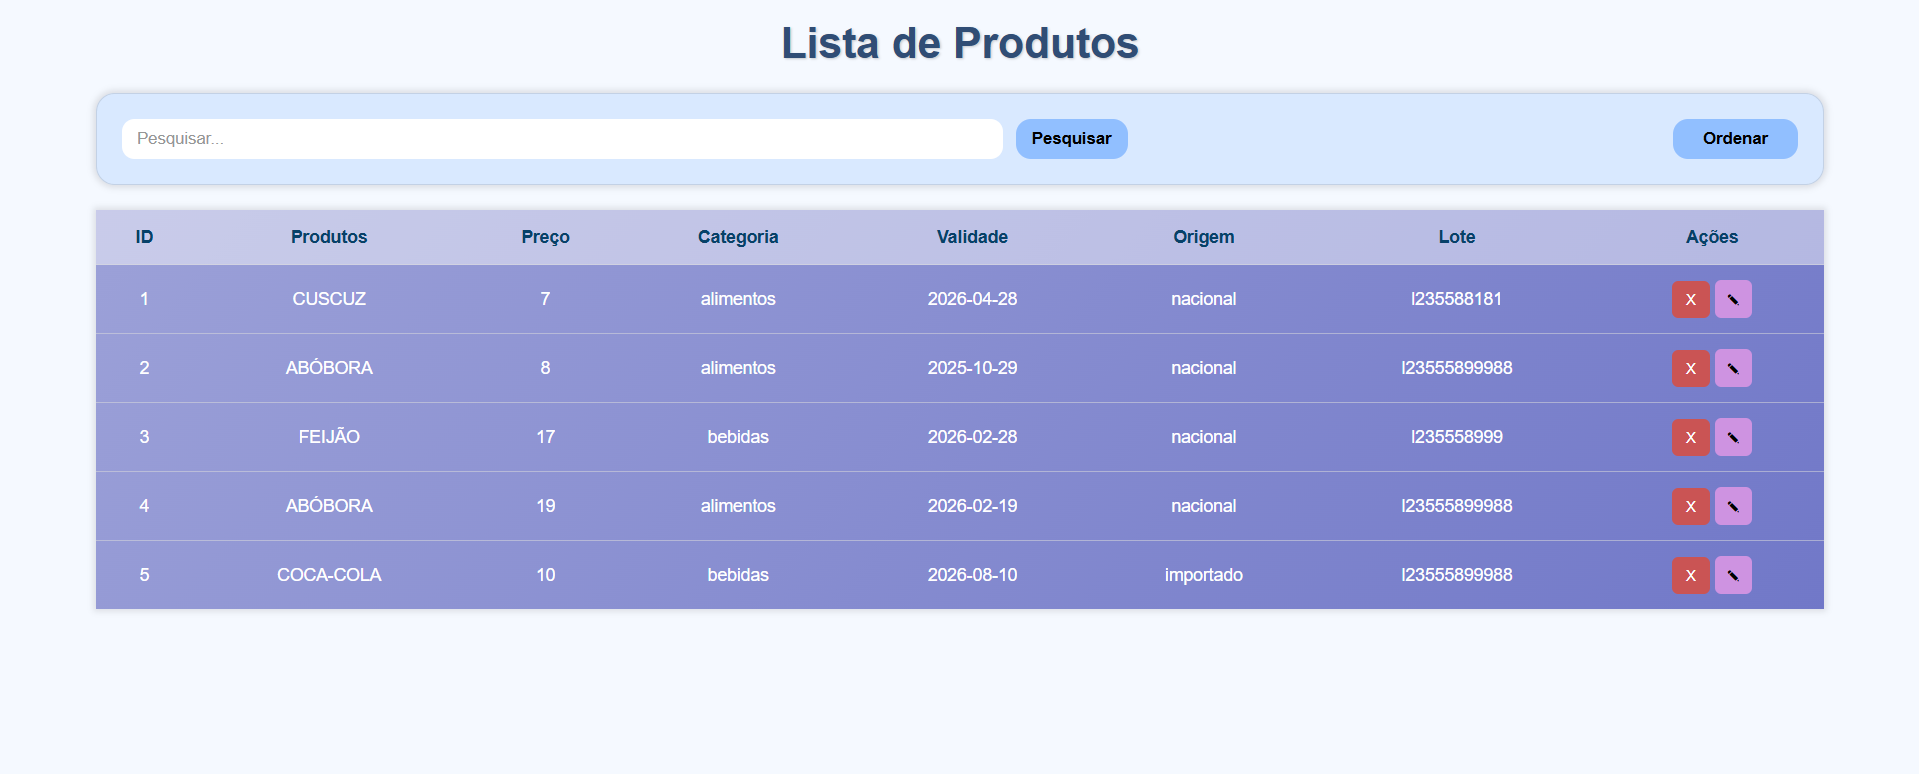 Lista de Produtos
Pesquisar... Pesquisar Ordenar
ID Produtos Preço Categoria Validade Origem Lote Ações
1 CUSCUZ 7 alimentos 2026-04-28 nacional l235588181 X
2 ABÓBORA 8 alimentos 2025-10-29 nacional l23555899988 X
3 FEIJÃO 17 bebidas 2026-02-28 nacional l235558999 X
4 ABÓBORA 19 alimentos 2026-02-19 nacional l23555899988 X
5 COCA-COLA 10 bebidas 2026-08-10 importado l23555899988 X